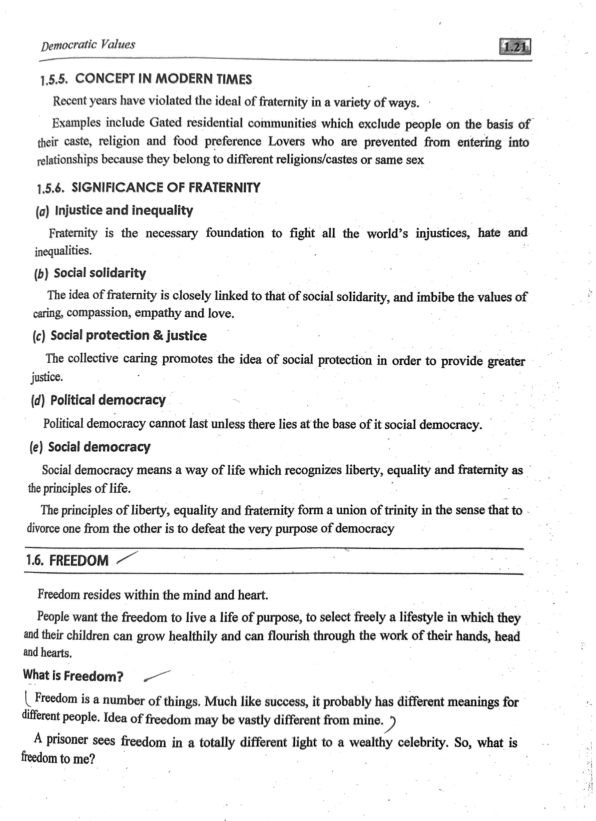 Democratic Values 1.21
1.5.5. CONCEPT IN MODERN TIMES
Recent years have violated the ideal of fraternity in a variety of ways.
Examples include Gated residential communities which exclude people on the basis of
their caste, religion and food preference Lovers who are prevented from entering into
relationships because they belong to different religions/castes or same sex
1.5.6. SIGNIFICANCE OF FRATERNITY
(a) Injustice and inequality
Fraternity is the necessary foundation to fight all the world's injustices, hate and
inequalities.
(b) Social solidarity
The idea of fraternity is closely linked to that of social solidarity, and imbibe the values of
caring, compassion, empathy and love.
(c) Social protection & justice
The collective caring promotes the idea of social protection in order to provide greater
justice.
(d) Political democracy
Political democracy cannot last unless there lies at the base of it social democracy.
(e) Social democracy
Social democracy means a way of life which recognizes liberty, equality and fraternity as
the principles of life.
The principles of liberty, equality and fraternity form a union of trinity in the sense that to
divorce one from the other is to defeat the very purpose of democracy
1.6. FREEDOM
Freedom resides within the mind and heart.
People want the freedom to live a life of purpose, to select freely a lifestyle in which they
and their children can grow healthily and can flourish through the work of their hands, head
and hearts.
What is Freedom?
Freedom is a number of things. Much like success, it probably has different meanings for
different people. Idea of freedom may be vastly different from mine.
A prisoner sees freedom in a totally different light to a wealthy celebrity. So, what is
freedom to me?